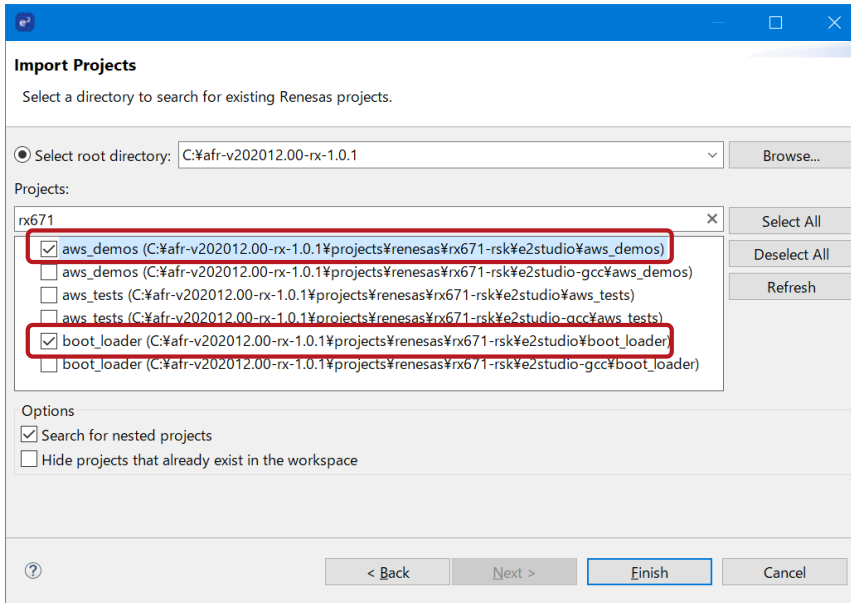 e²
Import Projects
Select a directory to search for existing Renesas projects.
Select root directory: C:¥afr-v202012.00-rx-1.0.1 Browse...
Projects:
rx671 Select All
aws_demos (C:¥afr-v202012.00-rx-1.0.1¥projects¥renesas¥rx671-rsk¥e2studio¥aws_demos)
Deselect All
aws_demos (C:¥afr-v202012.00-rx-1.0.1¥projects¥renesas¥rx671-rsk¥e2studio-gcc¥aws_demos)
Refresh
aws_tests (C:¥afr-v202012.00-rx-1.0.1¥projects¥renesas¥rx671-rsk¥e2studio¥aws_tests)
aws_tests (C:¥afr-v202012.00-rx-1.0.1¥projects¥renesas¥rx671-rsk¥e2studio-gcc¥aws_tests)
boot_loader (C:¥afr-v202012.00-rx-1.0.1¥projects¥renesas¥rx671-rsk¥e2studio¥boot_loader)
boot_loader (C:¥afr-v202012.00-rx-1.0.1¥projects¥renesas¥rx671-rsk¥e2studio-gcc¥boot_loader)
Options
Search for nested projects
Hide projects that already exist in the workspace
? < Back Next > Finish Cancel